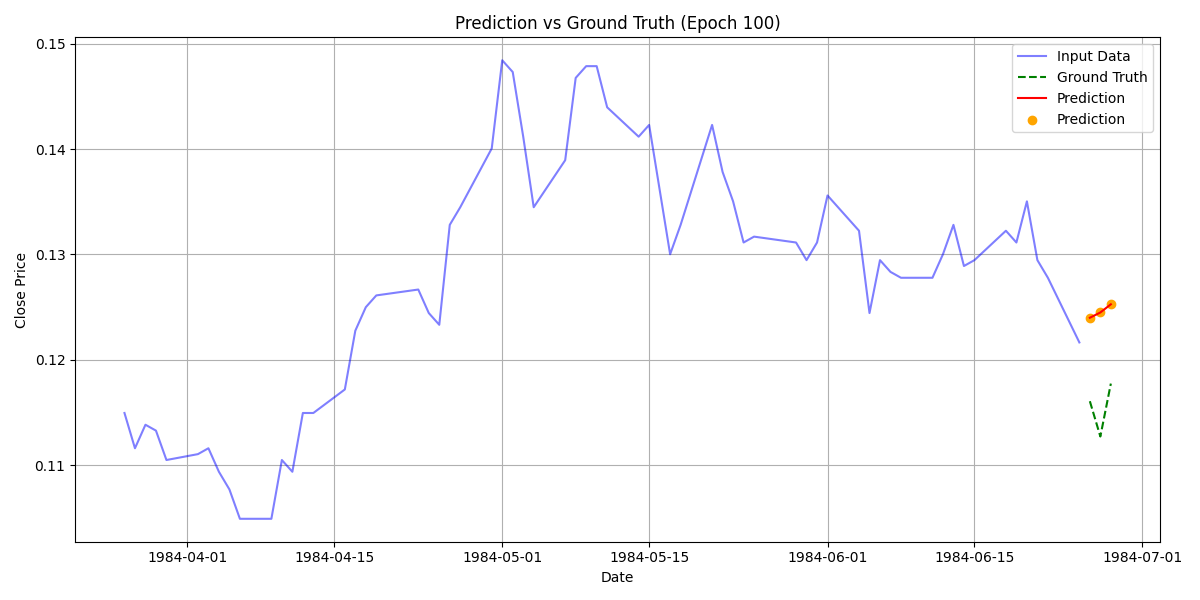 Prediction vs Ground Truth (Epoch 100)
Input Data
Ground Truth
Prediction
Prediction
0.15
0.14
0.13
0.12
0.11
Close Price
1984-04-01
1984-04-15
1984-05-01
1984-05-15
1984-06-01
1984-06-15
1984-07-01
Date